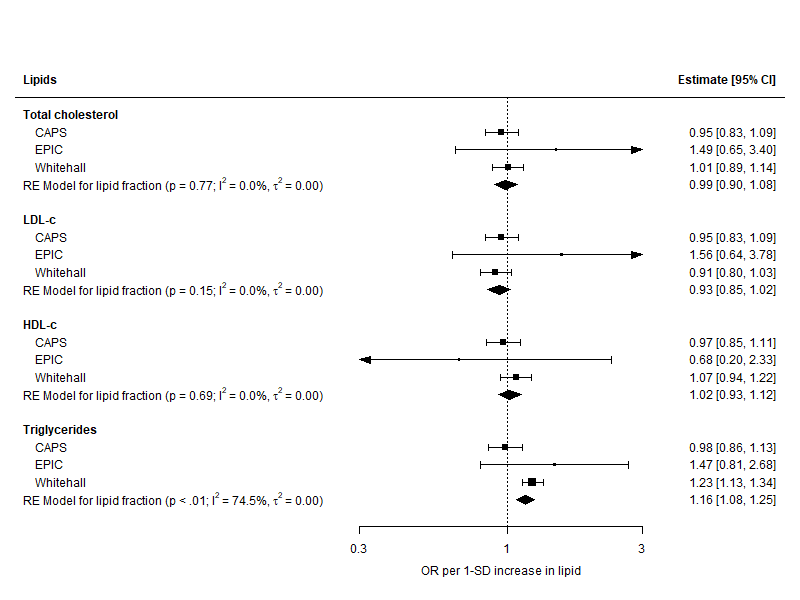 Lipids Estimate [95% CI]
Total cholesterol
CAPS 0.95 [0.83, 1.09]
EPIC 1.49 [0.65, 3.40]
Whitehall 1.01 [0.89, 1.14]
RE Model for lipid fraction (p = 0.77; I² = 0.0%, τ² = 0.00) 0.99 [0.90, 1.08]
LDL-c
CAPS 0.95 [0.83, 1.09]
EPIC 1.56 [0.64, 3.78]
Whitehall 0.91 [0.80, 1.03]
RE Model for lipid fraction (p = 0.15; I² = 0.0%, τ² = 0.00) 0.93 [0.85, 1.02]
HDL-c
CAPS 0.97 [0.85, 1.11]
EPIC 0.68 [0.20, 2.33]
Whitehall 1.07 [0.94, 1.22]
RE Model for lipid fraction (p = 0.69; I² = 0.0%, τ² = 0.00) 1.02 [0.93, 1.12]
Triglycerides
CAPS 0.98 [0.86, 1.13]
EPIC 1.47 [0.81, 2.68]
Whitehall 1.23 [1.13, 1.34]
RE Model for lipid fraction (p < .01; I² = 74.5%, τ² = 0.00) 1.16 [1.08, 1.25]
0.3 1 3
OR per 1-SD increase in lipid